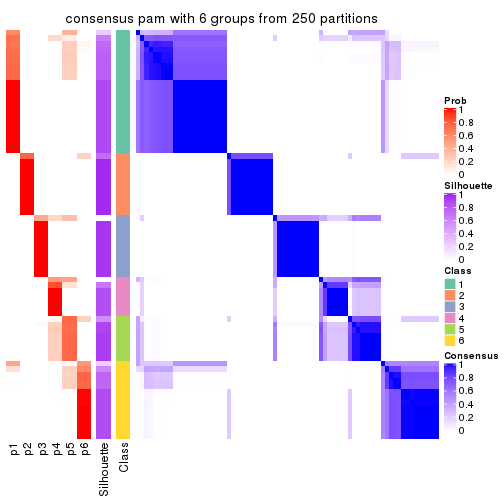 consensus pam with 6 groups from 250 partitions
Prob
1
0.8
0.6
0.4
0.2
0
Silhouette
1
0.8
0.6
0.4
0.2
0
Class
1
2
3
4
5
6
Consensus
1
0.8
0.6
0.4
0.2
0
p1
p2
p3
p4
p5
p6
Silhouette
Class